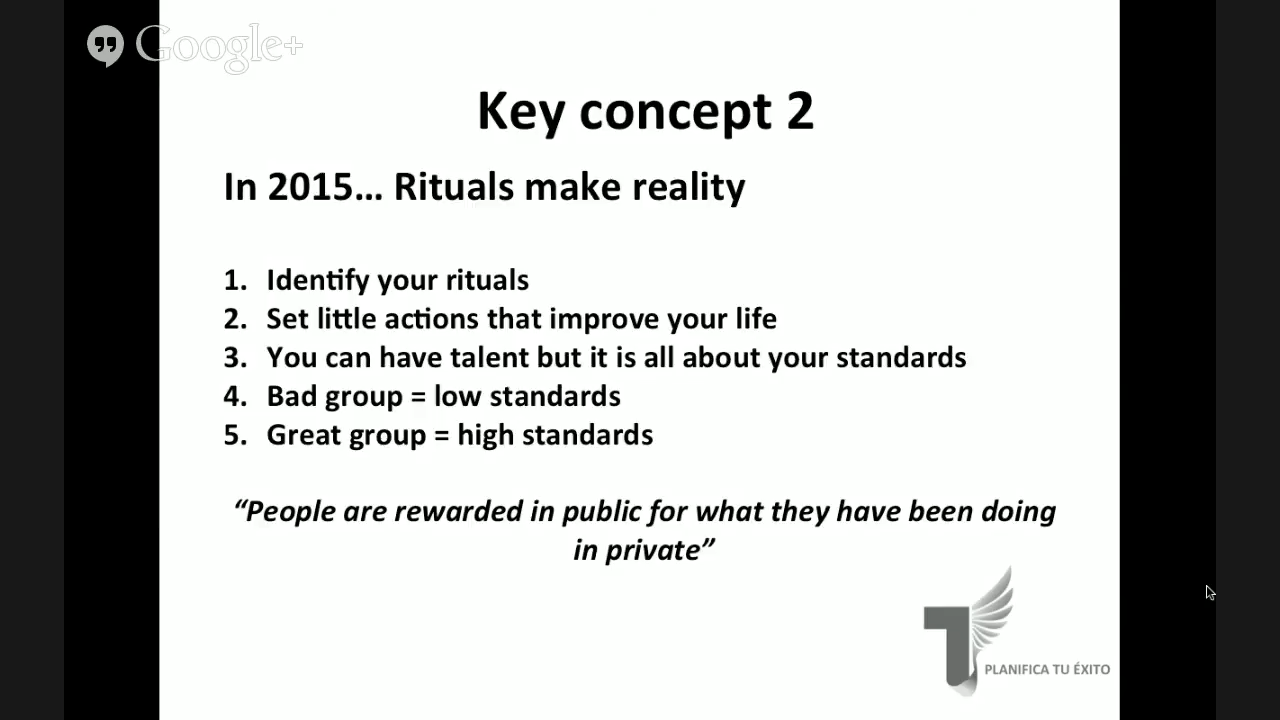 Google+
Key concept 2
In 2015... Rituals make reality
1. Identify your rituals
2. Set little actions that improve your life
3. You can have talent but it is all about your standards
4. Bad group = low standards
5. Great group = high standards
“People are rewarded in public for what they have been doing
in private”
PLANIFICA TU ÉXITO